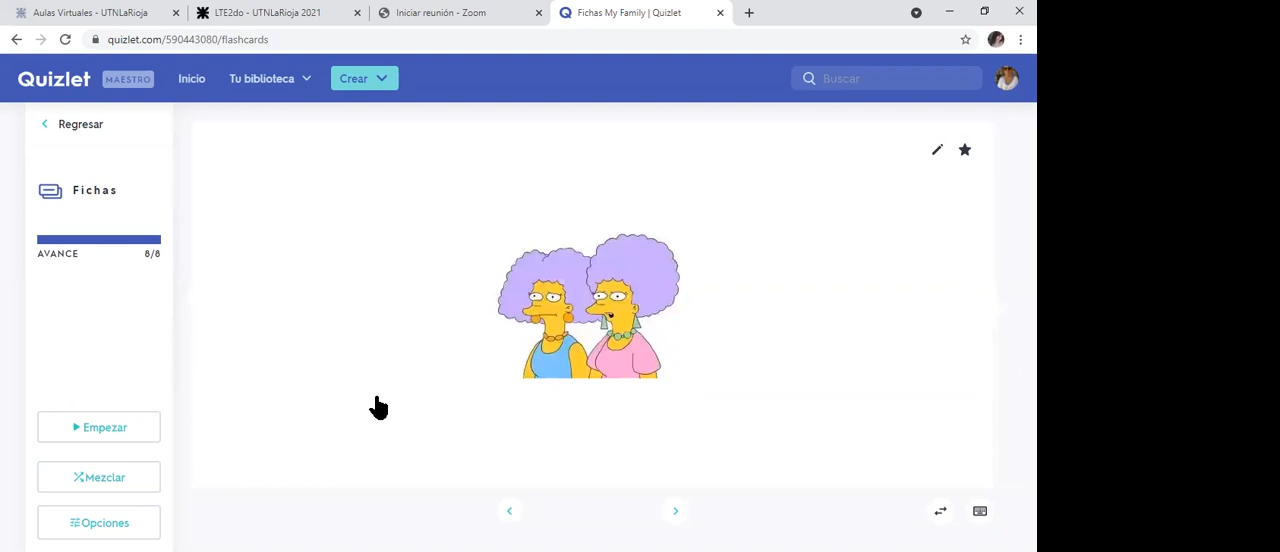 Aulas Virtuales - UTNLaRioja
LTE2do - UTNLaRioja 2021
Iniciar reunión - Zoom
Fichas My Family | Quizlet
quizlet.com/590443080/flashcards
Quizlet
MAESTRO
Inicio
Tu biblioteca
Crear
Buscar
Regresar
Fichas
AVANCE 8/8
Empezar
Mezclar
Opciones